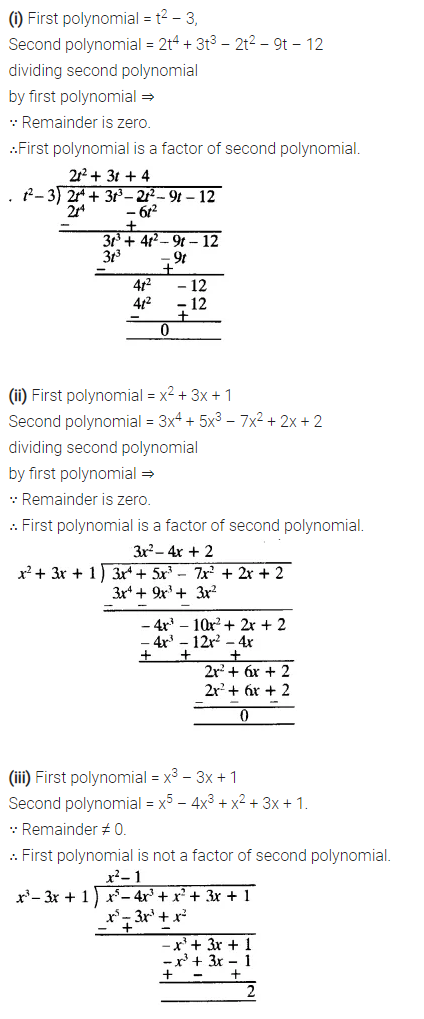 (i) First polynomial = t² – 3,
Second polynomial = 2t⁴ + 3t³ – 2t² – 9t – 12
dividing second polynomial
by first polynomial ⇒
∵ Remainder is zero.
∴First polynomial is a factor of second polynomial.
2t² + 3t + 4
. t² – 3) 2t⁴ + 3t³ – 2t² – 9t – 12
2t⁴ – 6t²
– +
3t³ + 4t² – 9t – 12
3t³ – 9t
– +
4t² – 12
4t² – 12
– +
0
(ii) First polynomial = x² + 3x + 1
Second polynomial = 3x⁴ + 5x³ – 7x² + 2x + 2
dividing second polynomial
by first polynomial ⇒
∵ Remainder is zero.
∴ First polynomial is a factor of second polynomial.
3x² – 4x + 2
x² + 3x + 1) 3x⁴ + 5x³ – 7x² + 2x + 2
3x⁴ + 9x³ + 3x²
– – –
– 4x³ – 10x² + 2x + 2
– 4x³ – 12x² – 4x
+ + +
2x² + 6x + 2
2x² + 6x + 2
– – –
0
(iii) First polynomial = x³ – 3x + 1
Second polynomial = x⁵ – 4x³ + x² + 3x + 1.
∵ Remainder ≠ 0.
∴ First polynomial is not a factor of second polynomial.
x² – 1
x³ – 3x + 1) x⁵ – 4x³ + x² + 3x + 1
x⁵ – 3x³ + x²
– + –
– x³ + 3x + 1
– x³ + 3x – 1
+ – +
2